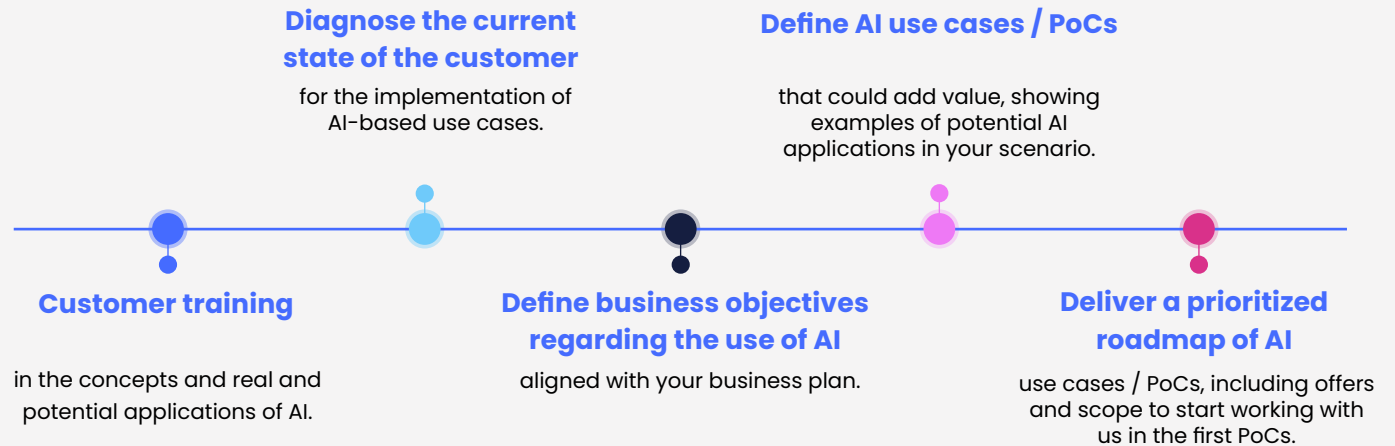 Diagnose the current
state of the customer
for the implementation of
AI-based use cases.
Define AI use cases / PoCs
that could add value, showing
examples of potential AI
applications in your scenario.
Customer training
in the concepts and real and
potential applications of AI.
Define business objectives
regarding the use of AI
aligned with your business plan.
Deliver a prioritized
roadmap of AI
use cases / PoCs, including offers
and scope to start working with
us in the first PoCs.